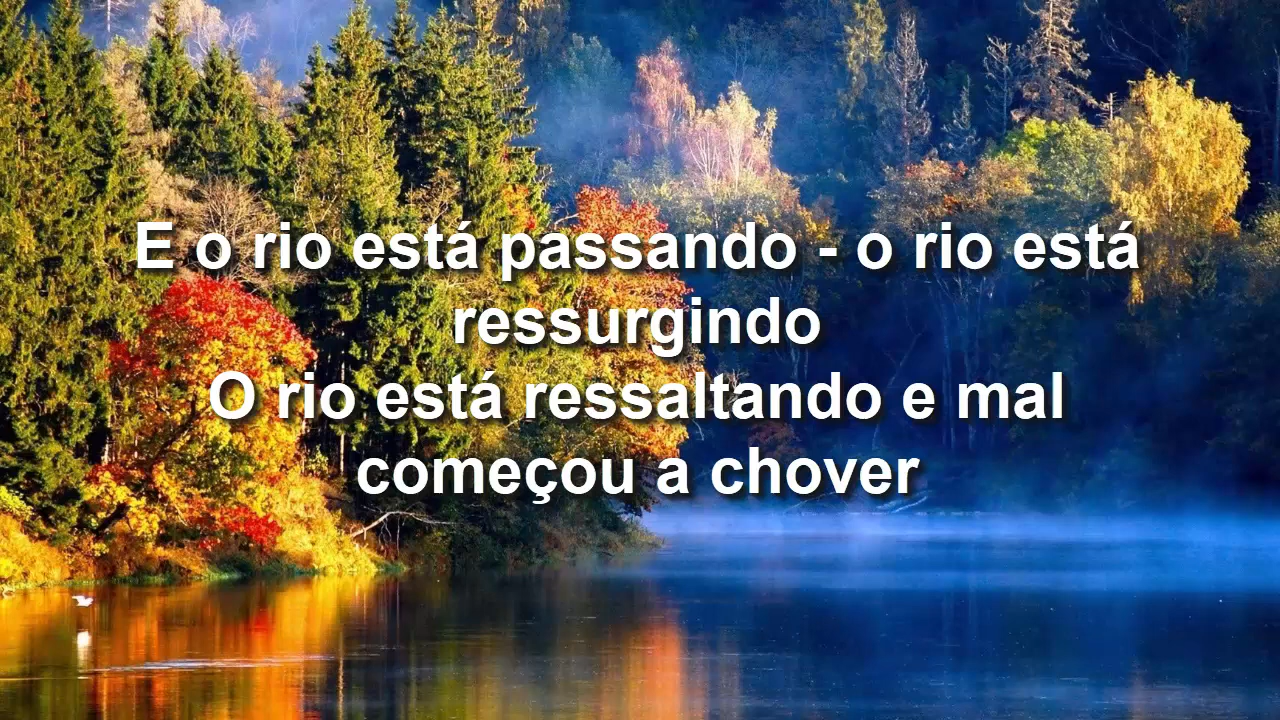 E o rio está passando - o rio está
ressurgindo
O rio está ressaltando e mal
começou a chover